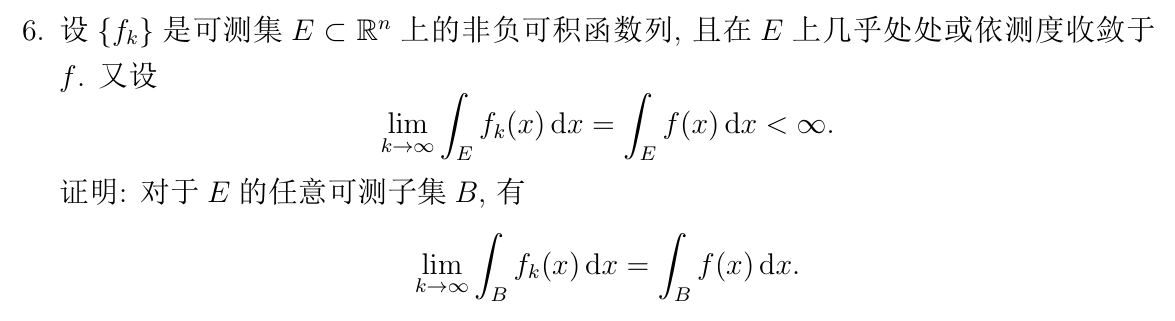 6. 设 {f_k} 是可测集 E ⊂ ℝⁿ 上的非负可积函数列, 且在 E 上几乎处处或依测度收敛于
f. 又设
lim_{k→∞} ∫_E f_k(x) dx = ∫_E f(x) dx < ∞.
证明: 对于 E 的任意可测子集 B, 有
lim_{k→∞} ∫_B f_k(x) dx = ∫_B f(x) dx.